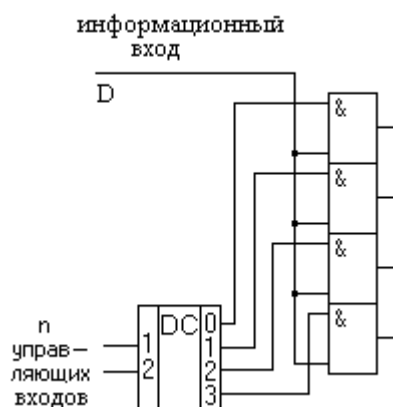 информационный
вход
D
&
&
&
&
n
управ-
ляющих
входов
1
2
DC
0
1
2
3